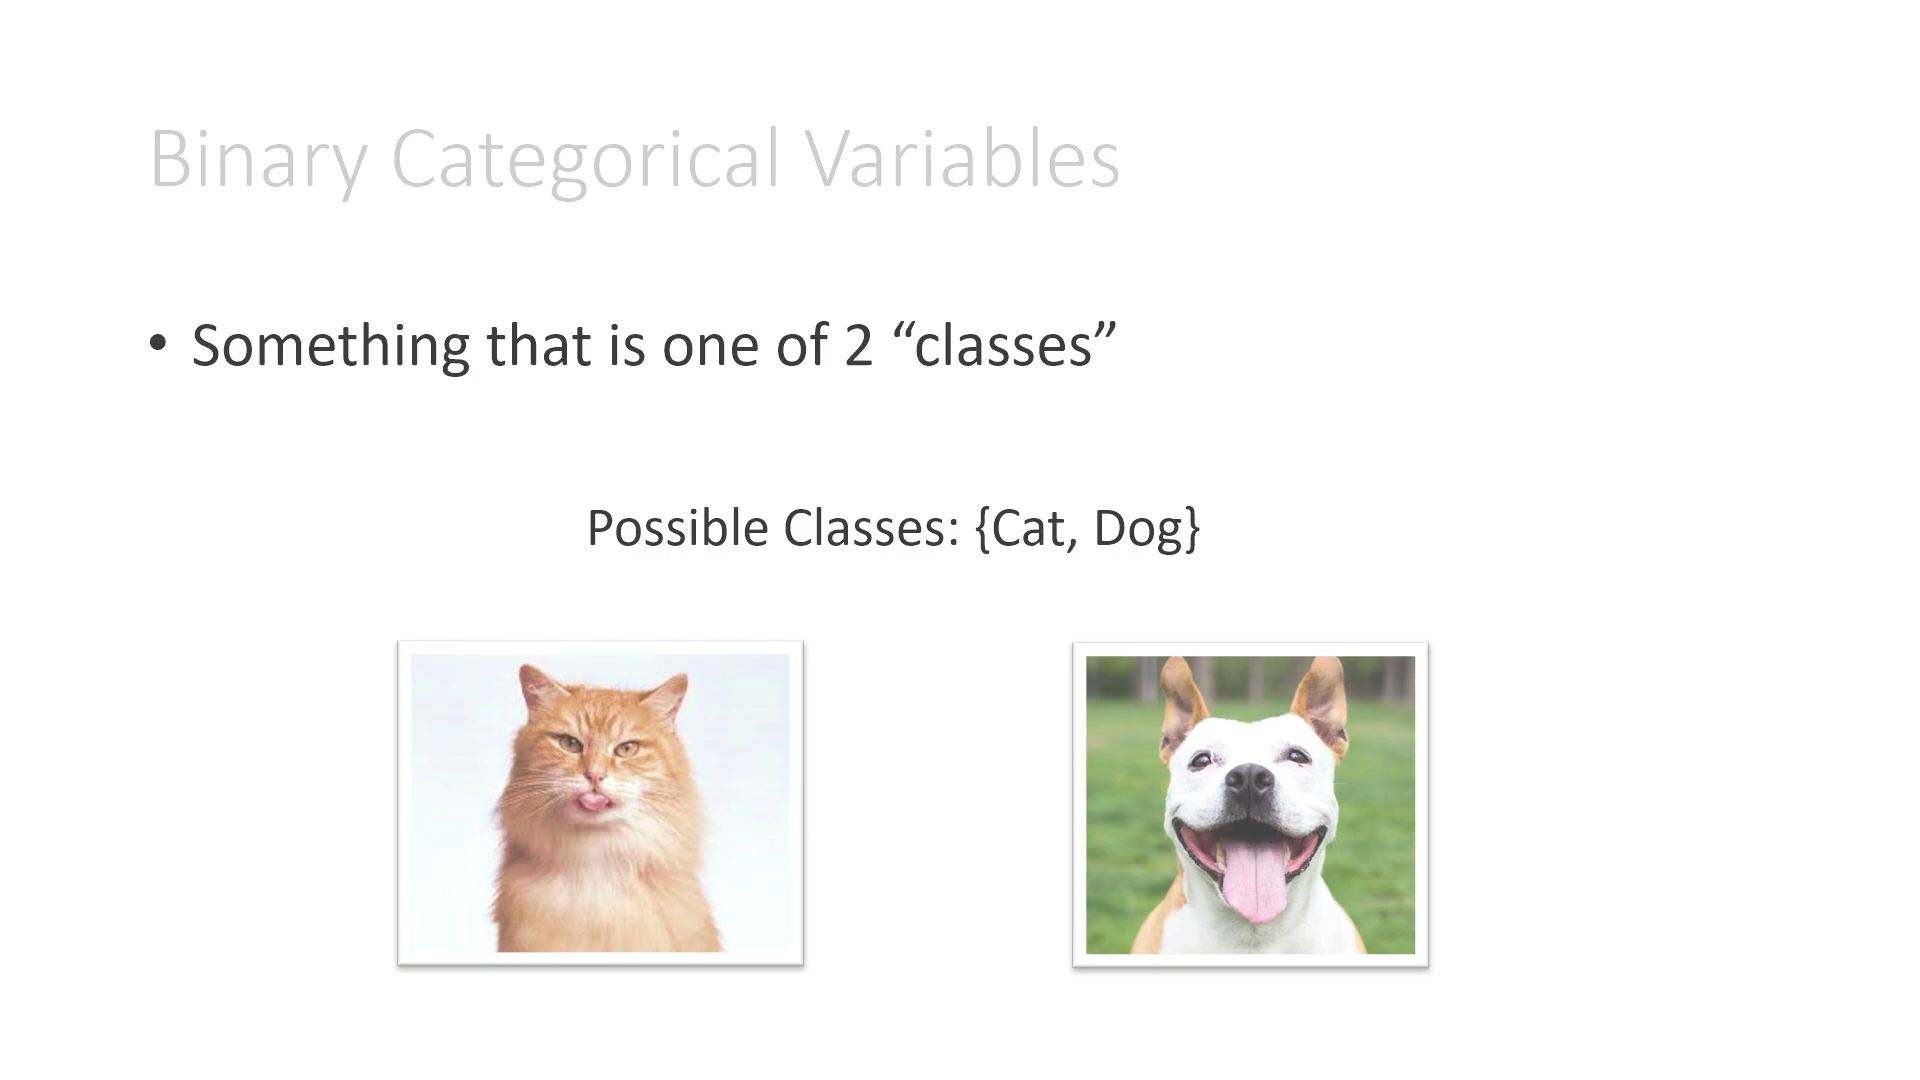 Binary Categorical Variables
• Something that is one of 2 “classes”
Possible Classes: {Cat, Dog}